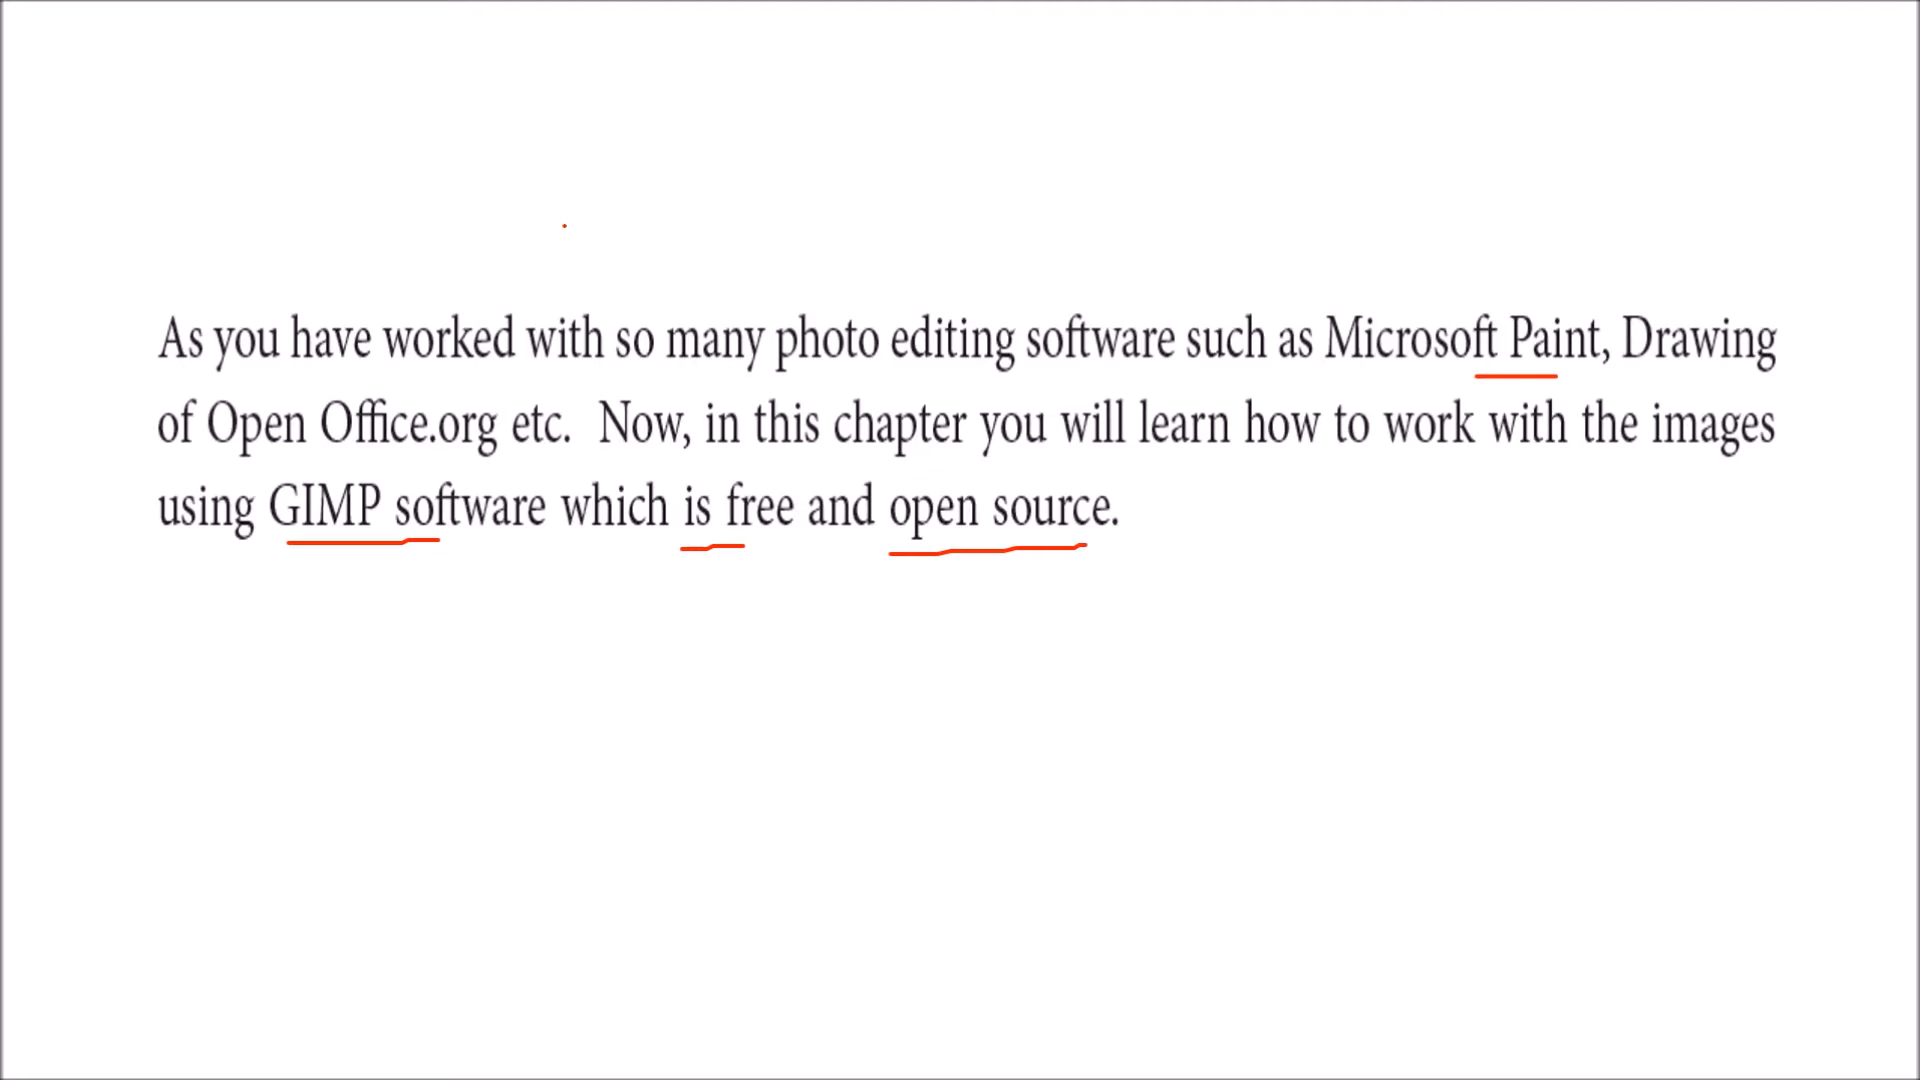 As you have worked with so many photo editing software such as Microsoft Paint, Drawing
of Open Office.org etc. Now, in this chapter you will learn how to work with the images
using GIMP software which is free and open source.